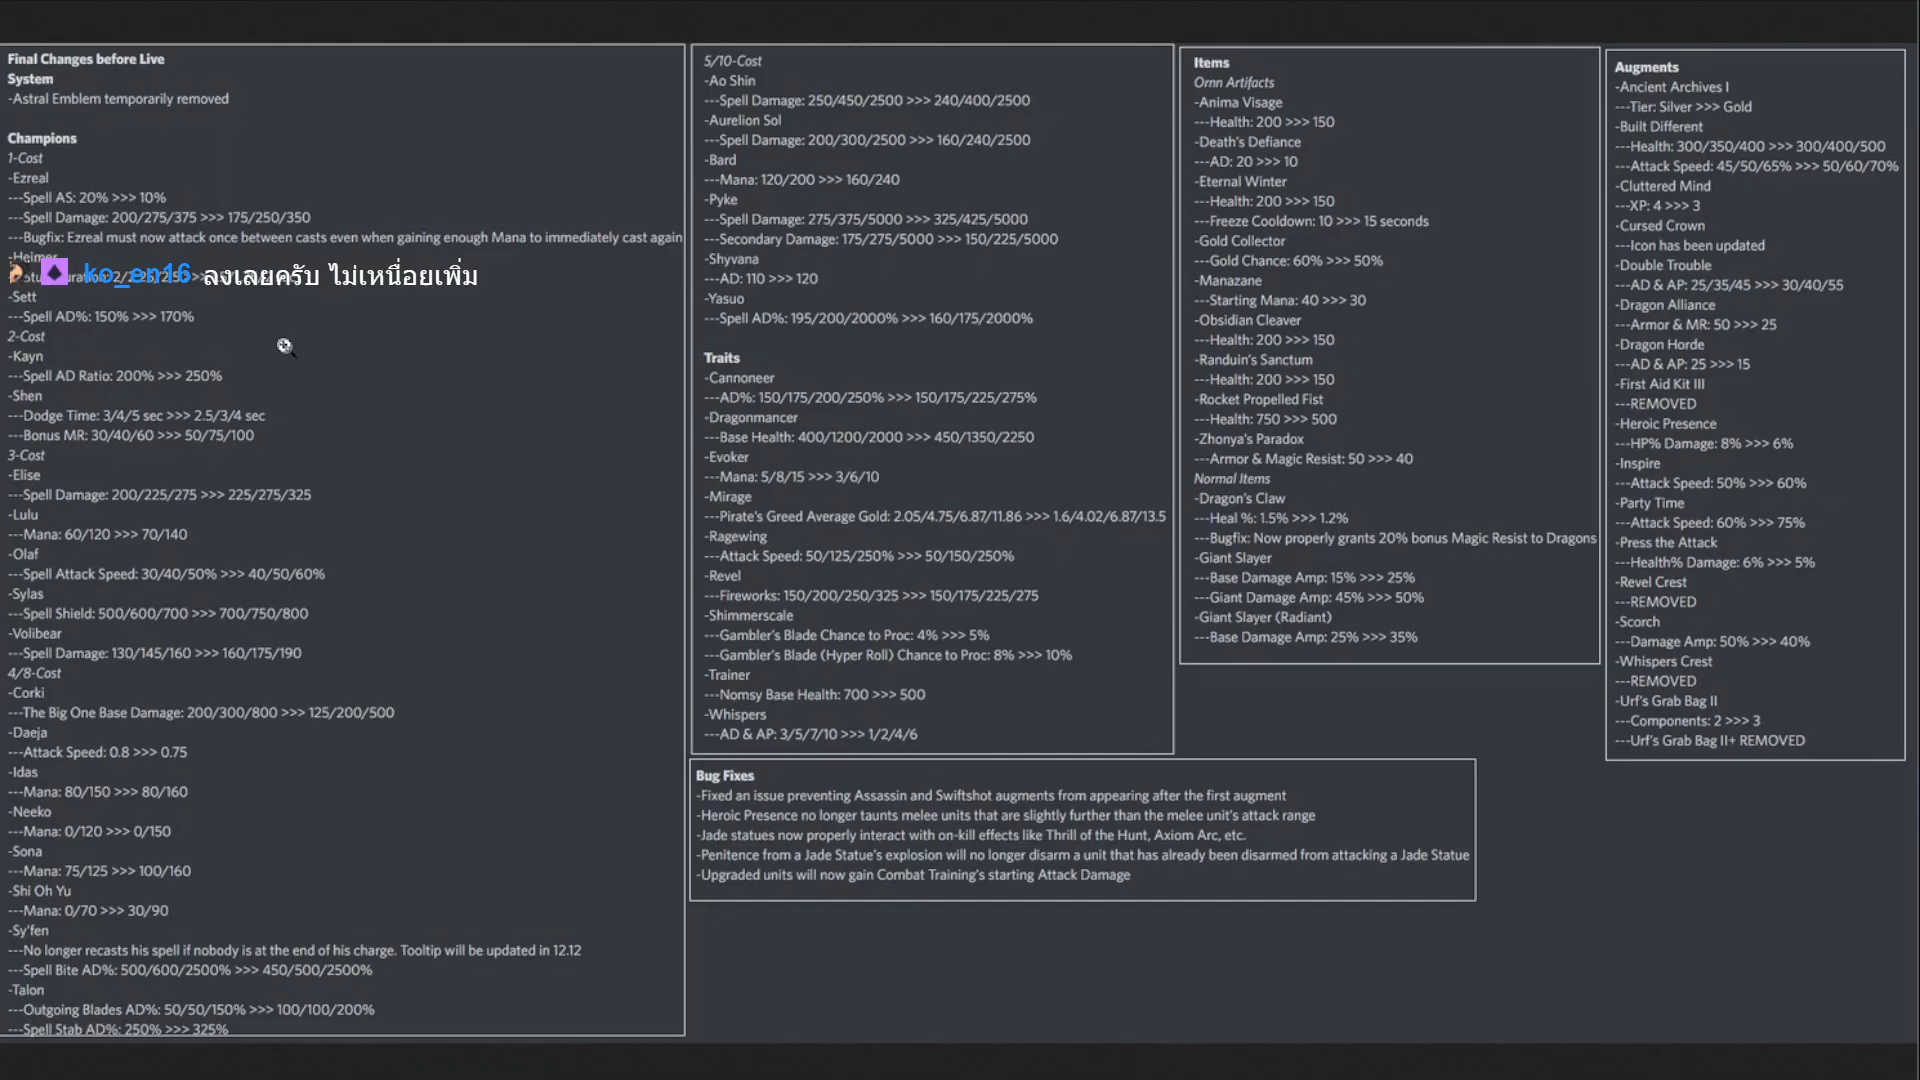 Final Changes before Live
System
-Astral Emblem temporarily removed
Champions
1-Cost
-Ezreal
---Spell AS: 20% >>> 10%
---Spell Damage: 200/275/375 >>> 175/250/350
---Bugfix: Ezreal must now attack once between casts even when gaining enough Mana to immediately cast again
-Heimer
ko_en16 ลงเลยครับ ไม่เหนื่อยเพิ่ม
-Sett
---Spell AD%: 150% >>> 170%
2-Cost
-Kayn
---Spell AD Ratio: 200% >>> 250%
-Shen
---Dodge Time: 3/4/5 sec >>> 2.5/3/4 sec
---Bonus MR: 30/40/60 >>> 50/75/100
3-Cost
-Elise
---Spell Damage: 200/225/275 >>> 225/275/325
-Lulu
---Mana: 60/120 >>> 70/140
-Olaf
---Spell Attack Speed: 30/40/50% >>> 40/50/60%
-Sylas
---Spell Shield: 500/600/700 >>> 700/750/800
-Volibear
---Spell Damage: 130/145/160 >>> 160/175/190
4/8-Cost
-Corki
---The Big One Base Damage: 200/300/800 >>> 125/200/500
-Daeja
---Attack Speed: 0.8 >>> 0.75
-Idas
---Mana: 80/150 >>> 80/160
-Neeko
---Mana: 0/120 >>> 0/150
-Sona
---Mana: 75/125 >>> 100/160
-Shi Oh Yu
---Mana: 0/70 >>> 30/90
-Sy'fen
---No longer recasts his spell if nobody is at the end of his charge. Tooltip will be updated in 12.12
---Spell Bite AD%: 500/600/2500% >>> 450/500/2500%
-Talon
---Outgoing Blades AD%: 50/50/150% >>> 100/100/200%
---Spell Stab AD%: 250% >>> 325%
5/10-Cost
-Ao Shin
---Spell Damage: 250/450/2500 >>> 240/400/2500
-Aurelion Sol
---Spell Damage: 200/300/2500 >>> 160/240/2500
-Bard
---Mana: 120/200 >>> 160/240
-Pyke
---Spell Damage: 275/375/5000 >>> 325/425/5000
---Secondary Damage: 175/275/5000 >>> 150/225/5000
-Shyvana
---AD: 110 >>> 120
-Yasuo
---Spell AD%: 195/200/2000% >>> 160/175/2000%
Traits
-Cannoneer
---AD%: 150/175/200/250% >>> 150/175/225/275%
-Dragonmancer
---Base Health: 400/1200/2000 >>> 450/1350/2250
-Evoker
---Mana: 5/8/15 >>> 3/6/10
-Mirage
---Pirate's Greed Average Gold: 2.05/4.75/6.87/11.86 >>> 1.6/4.02/6.87/13.5
-Ragewing
---Attack Speed: 50/125/250% >>> 50/150/250%
-Revel
---Fireworks: 150/200/250/325 >>> 150/175/225/275
-Shimmerscale
---Gambler's Blade Chance to Proc: 4% >>> 5%
---Gambler's Blade (Hyper Roll) Chance to Proc: 8% >>> 10%
-Trainer
---Nomsy Base Health: 700 >>> 500
-Whispers
---AD & AP: 3/5/7/10 >>> 1/2/4/6
Bug Fixes
-Fixed an issue preventing Assassin and Swiftshot augments from appearing after the first augment
-Heroic Presence no longer taunts melee units that are slightly further than the melee unit's attack range
-Jade statues now properly interact with on-kill effects like Thrill of the Hunt, Axiom Arc, etc.
-Penitence from a Jade Statue's explosion will no longer disarm a unit that has already been disarmed from attacking a Jade Statue
-Upgraded units will now gain Combat Training's starting Attack Damage
Items
Ornn Artifacts
-Anima Visage
---Health: 200 >>> 150
-Death's Defiance
---AD: 20 >>> 10
-Eternal Winter
---Health: 200 >>> 150
---Freeze Cooldown: 10 >>> 15 seconds
-Gold Collector
---Gold Chance: 60% >>> 50%
-Manazane
---Starting Mana: 40 >>> 30
-Obsidian Cleaver
---Health: 200 >>> 150
-Randuin's Sanctum
---Health: 200 >>> 150
-Rocket Propelled Fist
---Health: 750 >>> 500
-Zhonya's Paradox
---Armor & Magic Resist: 50 >>> 40
Normal Items
-Dragon's Claw
---Heal %: 1.5% >>> 1.2%
---Bugfix: Now properly grants 20% bonus Magic Resist to Dragons
-Giant Slayer
---Base Damage Amp: 15% >>> 25%
---Giant Damage Amp: 45% >>> 50%
-Giant Slayer (Radiant)
---Base Damage Amp: 25% >>> 35%
Augments
-Ancient Archives I
---Tier: Silver >>> Gold
-Built Different
---Health: 300/350/400 >>> 300/400/500
---Attack Speed: 45/50/65% >>> 50/60/70%
-Cluttered Mind
---XP: 4 >>> 3
-Cursed Crown
---Icon has been updated
-Double Trouble
---AD & AP: 25/35/45 >>> 30/40/55
-Dragon Alliance
---Armor & MR: 50 >>> 25
-Dragon Horde
---AD & AP: 25 >>> 15
-First Aid Kit III
---REMOVED
-Heroic Presence
---HP% Damage: 8% >>> 6%
-Inspire
---Attack Speed: 50% >>> 60%
-Party Time
---Attack Speed: 60% >>> 75%
-Press the Attack
---Health% Damage: 6% >>> 5%
-Revel Crest
---REMOVED
-Scorch
---Damage Amp: 50% >>> 40%
-Whispers Crest
---REMOVED
-Urf's Grab Bag II
---Components: 2 >>> 3
---Urf's Grab Bag II+ REMOVED